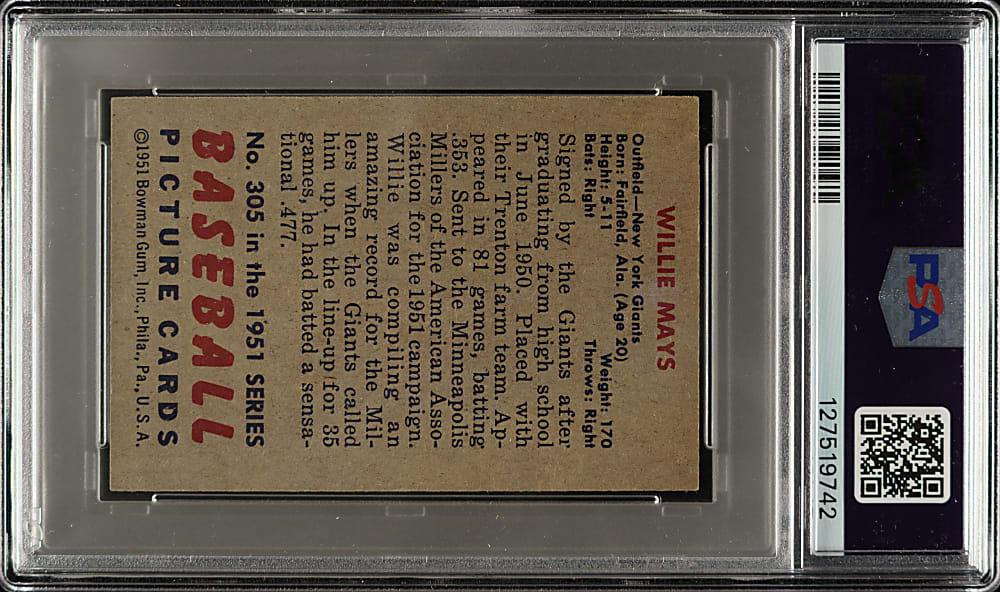 PSA
127519742
WILLIE MAYS
Outfield—New York Giants
Born: Fairfield, Ala. (Age 20)
Height: 5-11 Weight: 170
Bats: Right Throws: Right
Signed by the Giants after
graduating from high school
in June 1950. Placed with
their Trenton farm team. Ap-
peared in 81 games, batting
.353. Sent to the Minneapolis
Millers of the American Asso-
ciation for the 1951 campaign.
Willie was compiling an
amazing record for the Mil-
lers when the Giants called
him up. In the line-up for 35
games, he had batted a sensa-
tional .477.
No. 305 in the 1951 SERIES
BASEBALL
PICTURE CARDS
©1951 Bowman Gum, Inc., Phila., Pa., U.S.A.